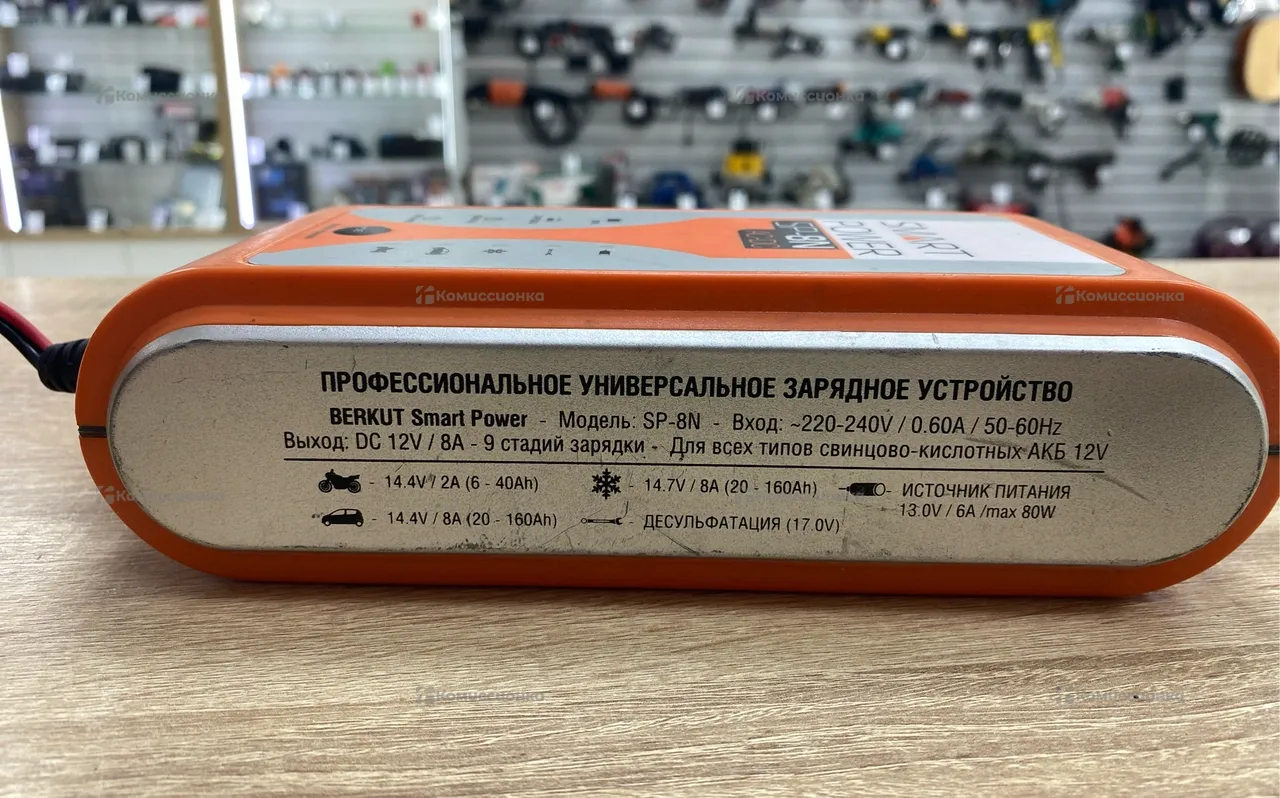 Комиссионка
Комиссионка
SMART
POWER
Комиссионка
Комиссионка
ПРОФЕССИОНАЛЬНОЕ УНИВЕРСАЛЬНОЕ ЗАРЯДНОЕ УСТРОЙСТВО
BERKUT Smart Power - Модель: SP-8N - Вход: ~220-240V / 0.60A / 50-60Hz
Выход: DC 12V / 8A - 9 стадий зарядки - Для всех типов свинцово-кислотных АКБ 12V
- 14.4V / 2A (6 - 40Ah)
- 14.7V / 8A (20 - 160Ah)
- ИСТОЧНИК ПИТАНИЯ
13.0V / 6A /max 80W
- 14.4V / 8A (20 - 160Ah)
- ДЕСУЛЬФАТАЦИЯ (17.0V)
Комиссионка
Комиссионка
Комиссионка